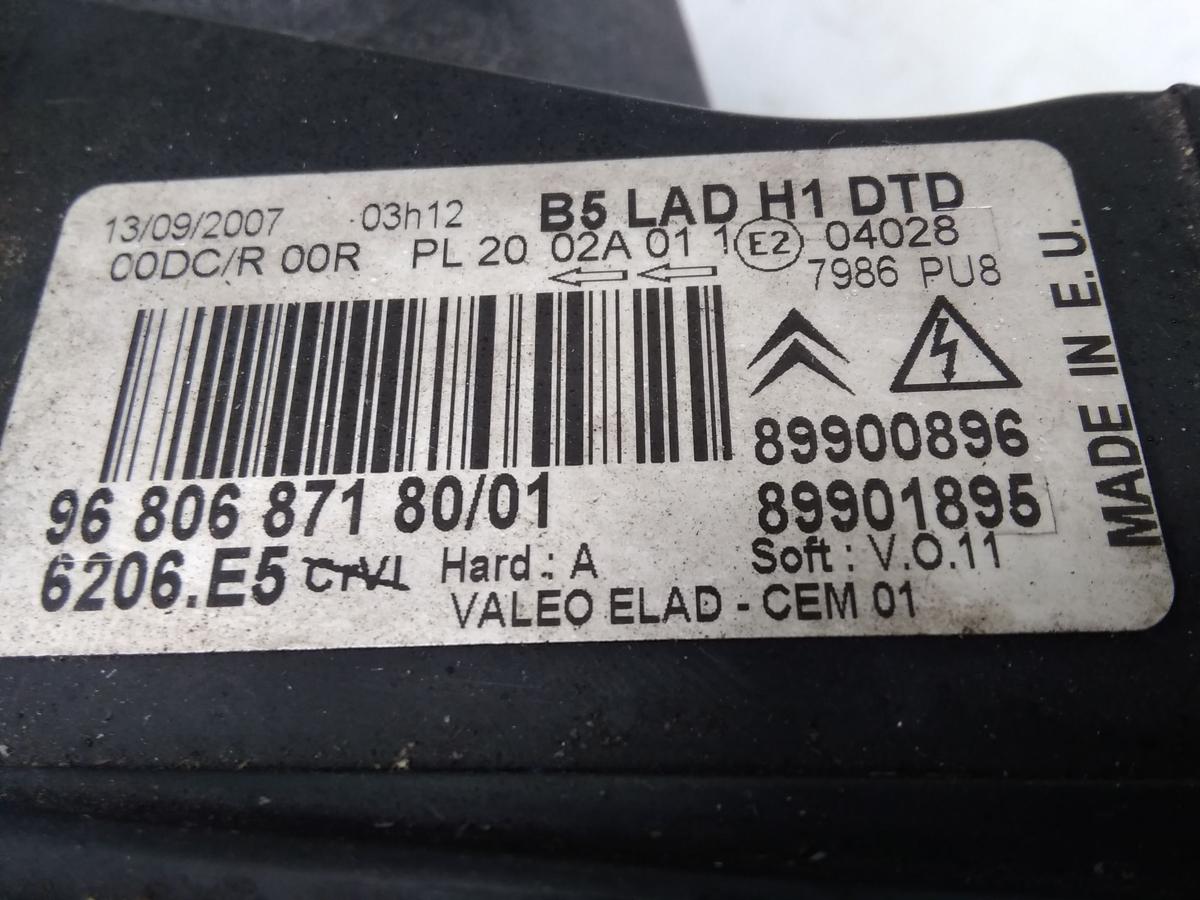 13/09/2007 03h12 B5 LAD H1 DTD
00DC/R 00R PL 20 02A 01 1 E2 04028
7986 PU8
89900896
96 806 871 80/01 89901895
6206.E5 Hard : A Soft : V.O.11
VALEO ELAD - CEM 01
MADE IN E.U.